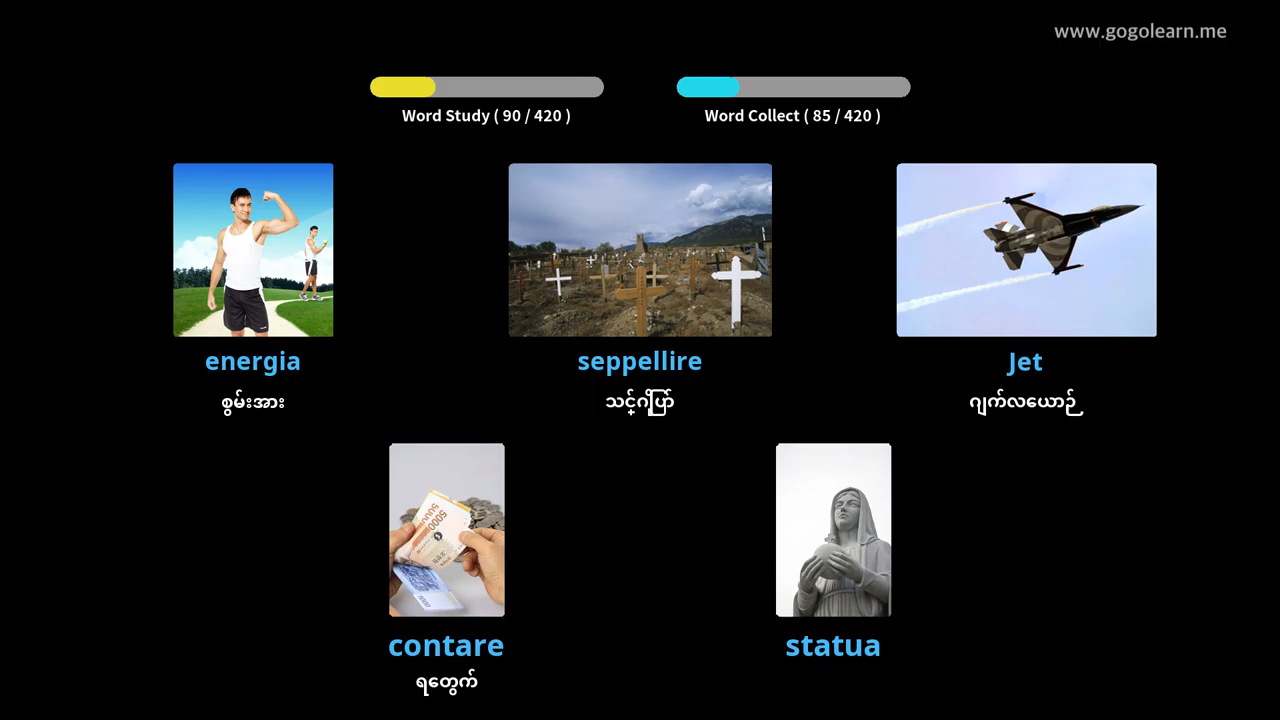 www.gogolearn.me
Word Study ( 90 / 420 )
Word Collect ( 85 / 420 )
energia
seppellire
Jet
စွမ်းအား
သင်္ဂြိုဟ်
ဂျက်လေယာဉ်
5000
contare
statua
ရေတွက်